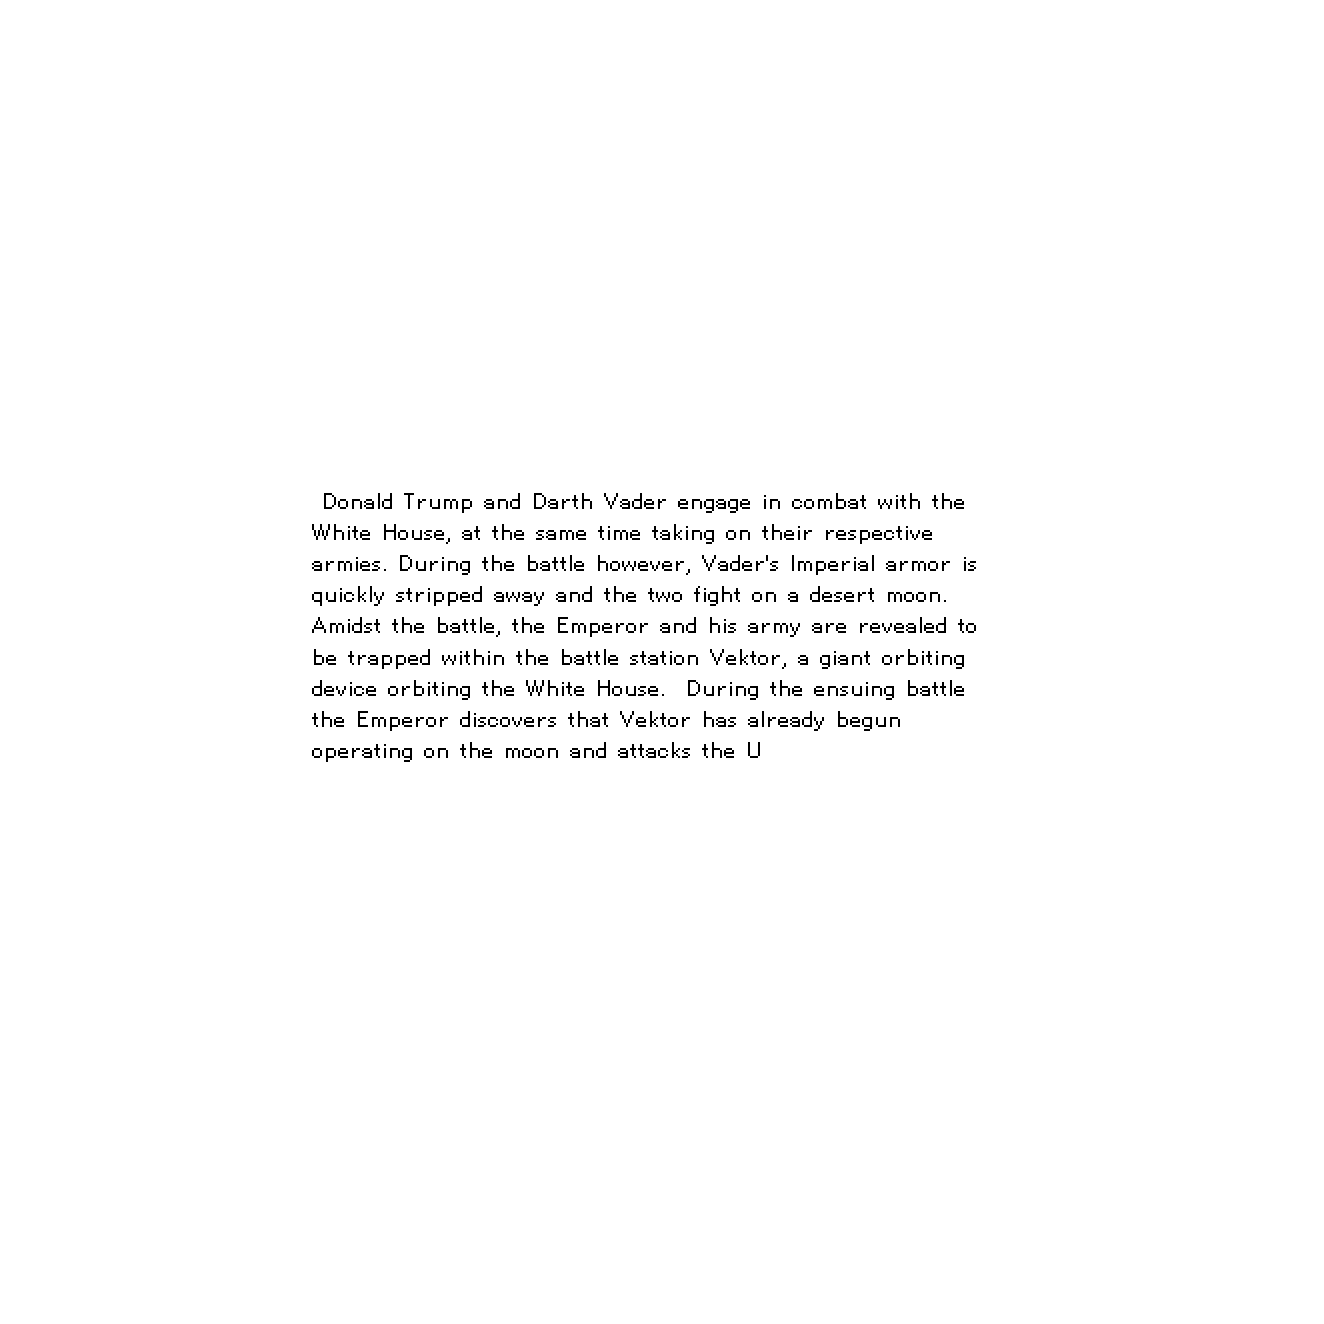 Donald Trump and Darth Vader engage in combat with the
White House, at the same time taking on their respective
armies. During the battle however, Vader's Imperial armor is
quickly stripped away and the two fight on a desert moon.
Amidst the battle, the Emperor and his army are revealed to
be trapped within the battle station Vektor, a giant orbiting
device orbiting the White House.  During the ensuing battle
the Emperor discovers that Vektor has already begun
operating on the moon and attacks the U